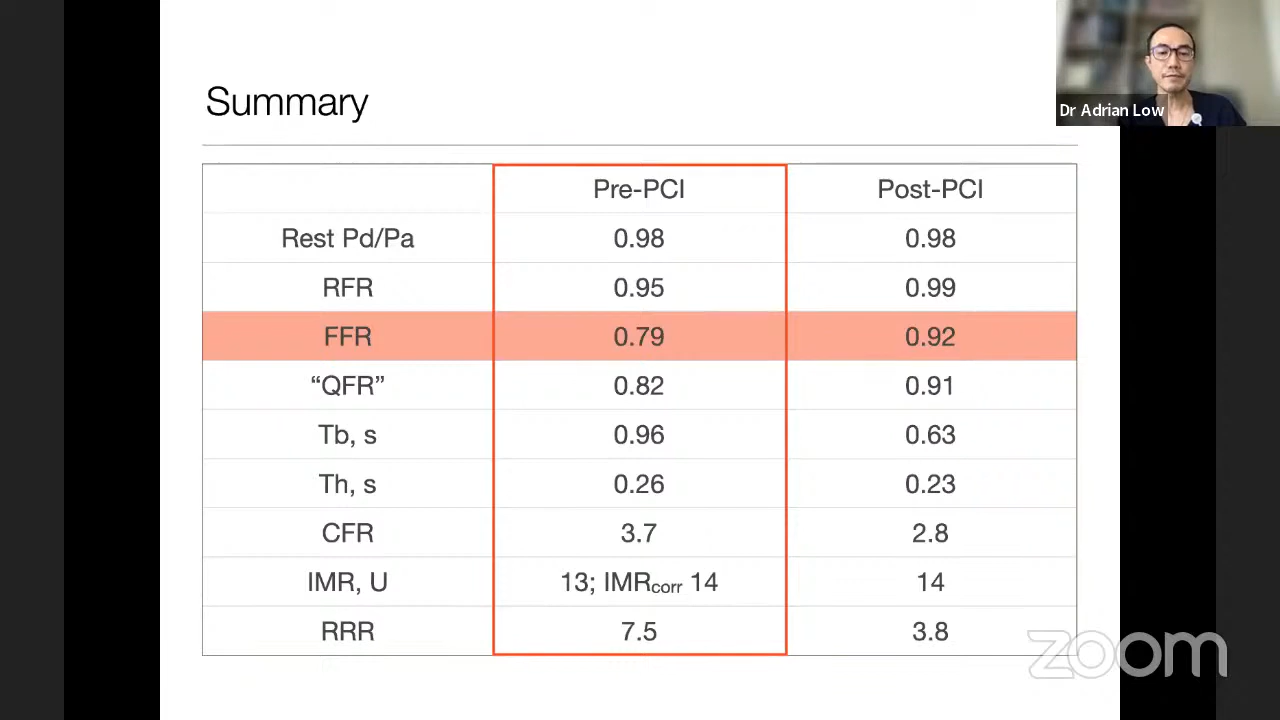 Dr Adrian Low
Summary
Pre-PCI Post-PCI
Rest Pd/Pa 0.98 0.98
RFR 0.95 0.99
FFR 0.79 0.92
“QFR” 0.82 0.91
Tb, s 0.96 0.63
Th, s 0.26 0.23
CFR 3.7 2.8
IMR, U 13; IMRcorr 14 14
RRR 7.5 3.8
zoom